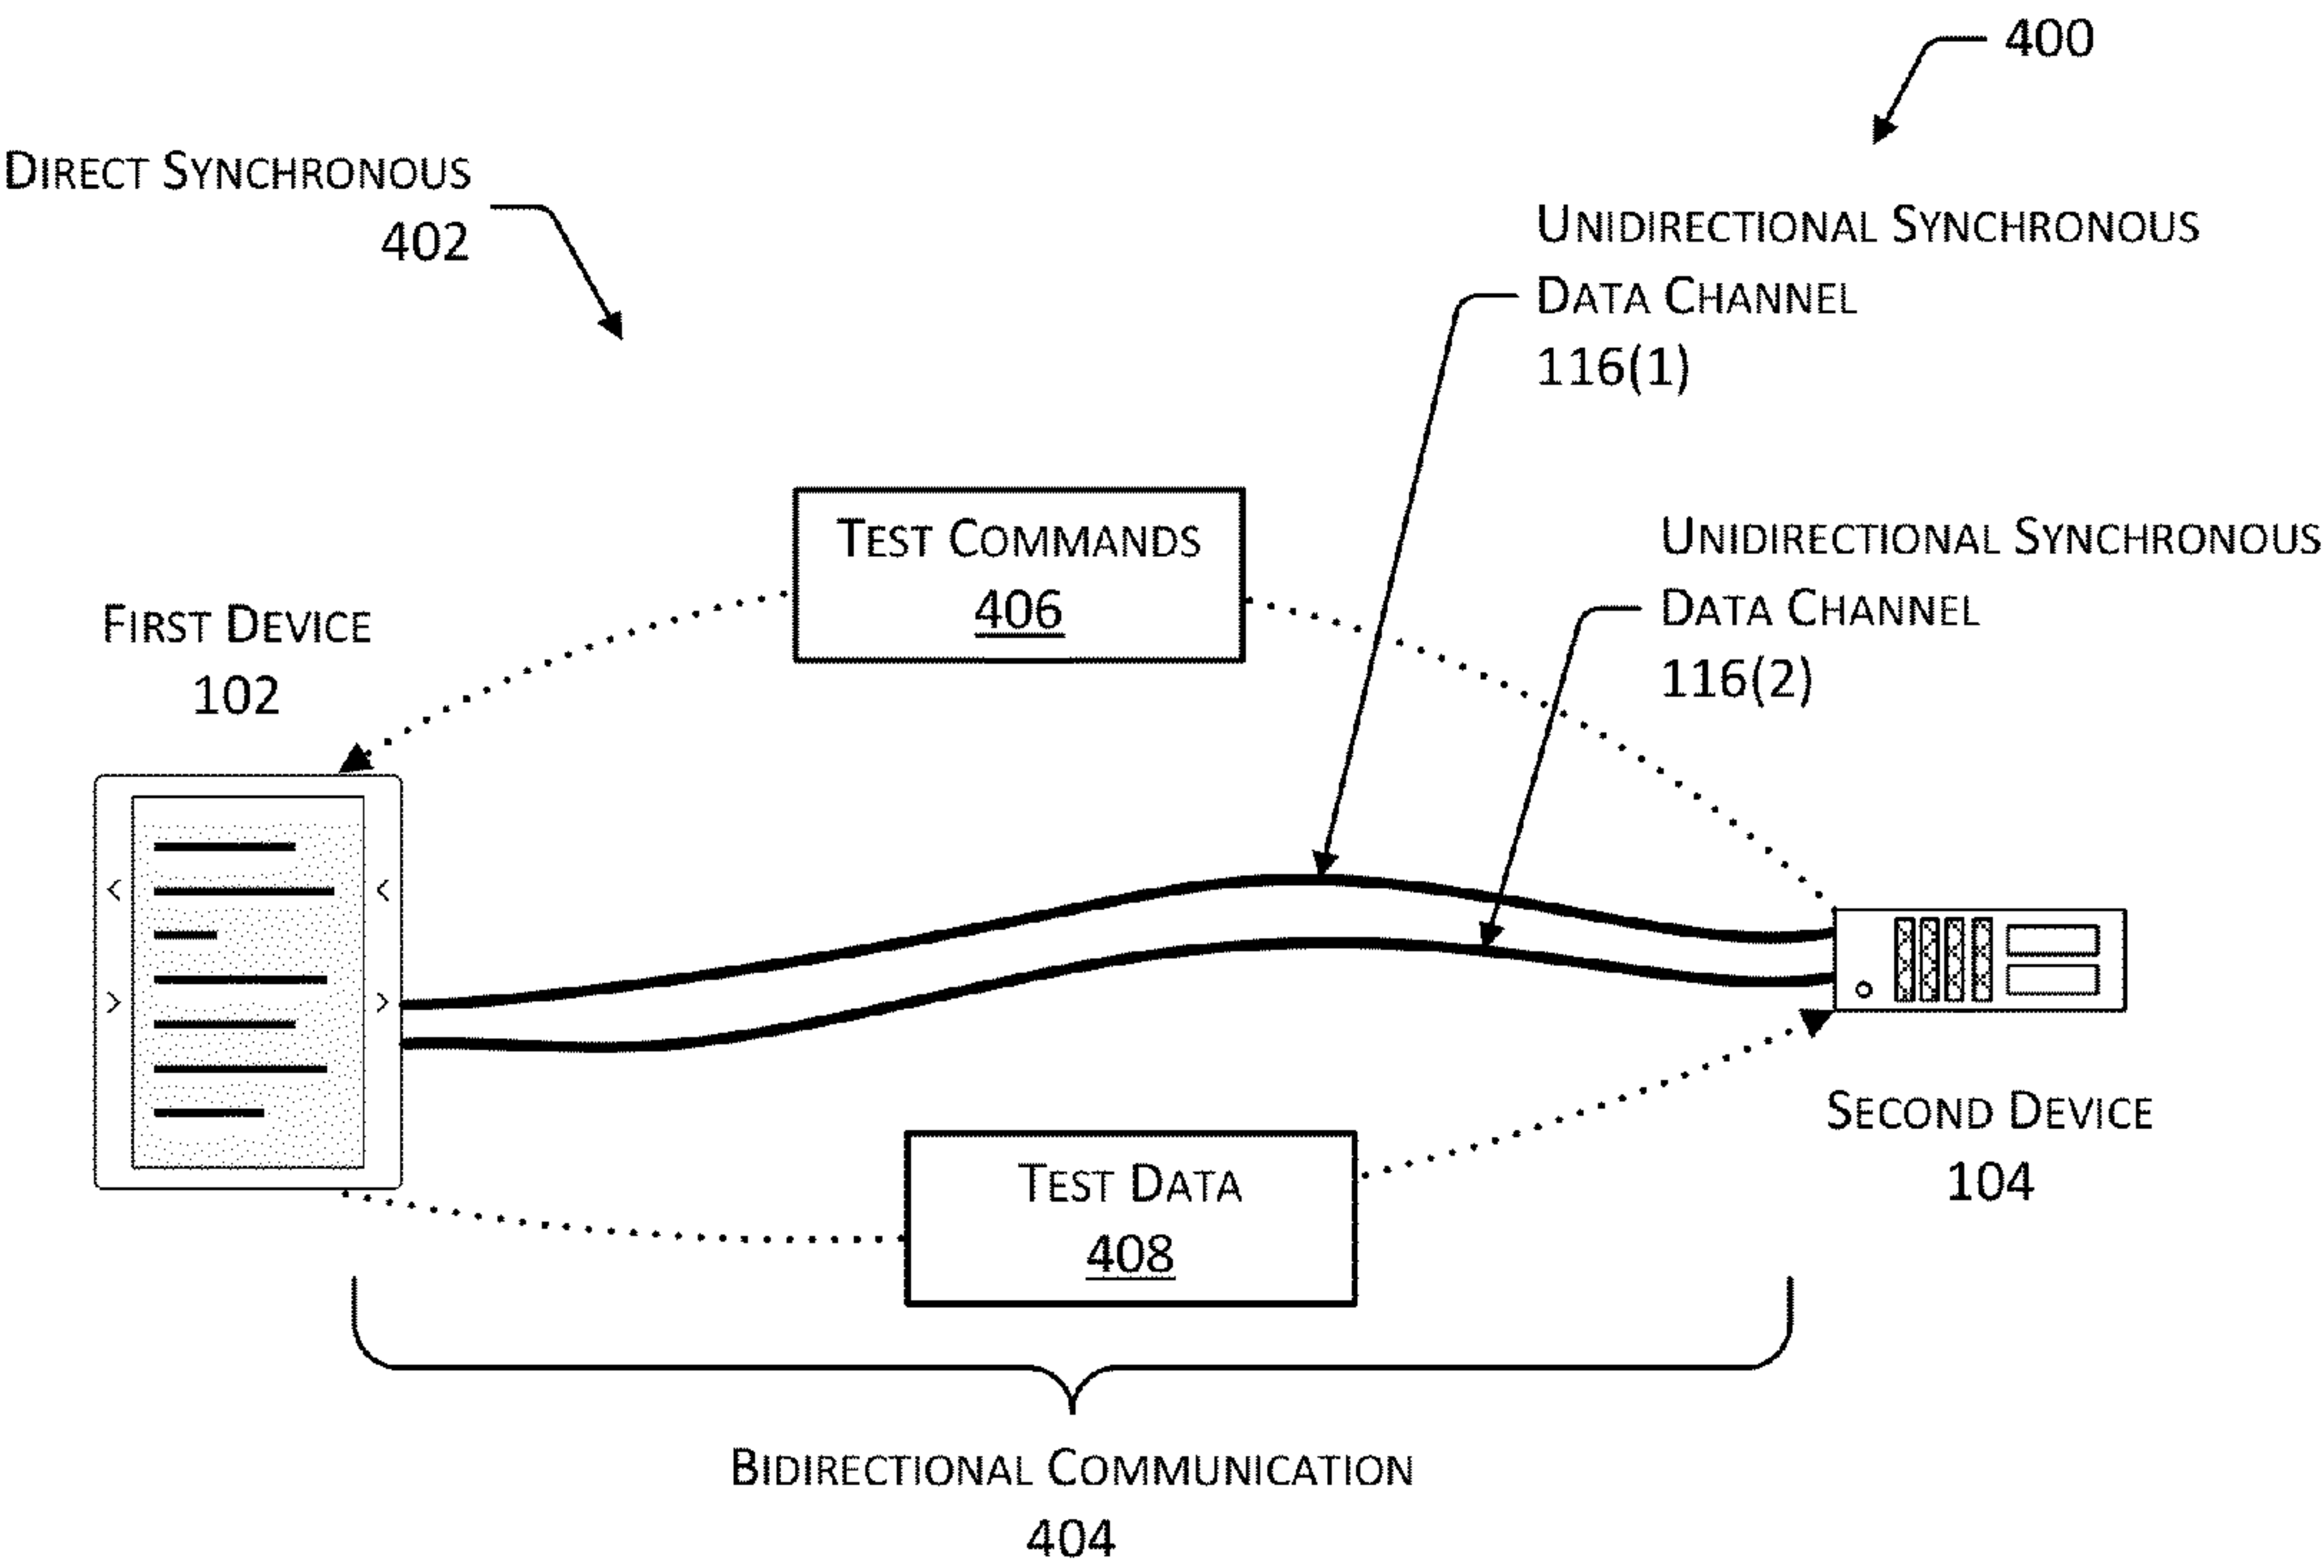 400
DIRECT SYNCHRONOUS
402
UNIDIRECTIONAL SYNCHRONOUS
DATA CHANNEL
116(1)
TEST COMMANDS
406
UNIDIRECTIONAL SYNCHRONOUS
DATA CHANNEL
116(2)
FIRST DEVICE
102
SECOND DEVICE
104
TEST DATA
408
BIDIRECTIONAL COMMUNICATION
404